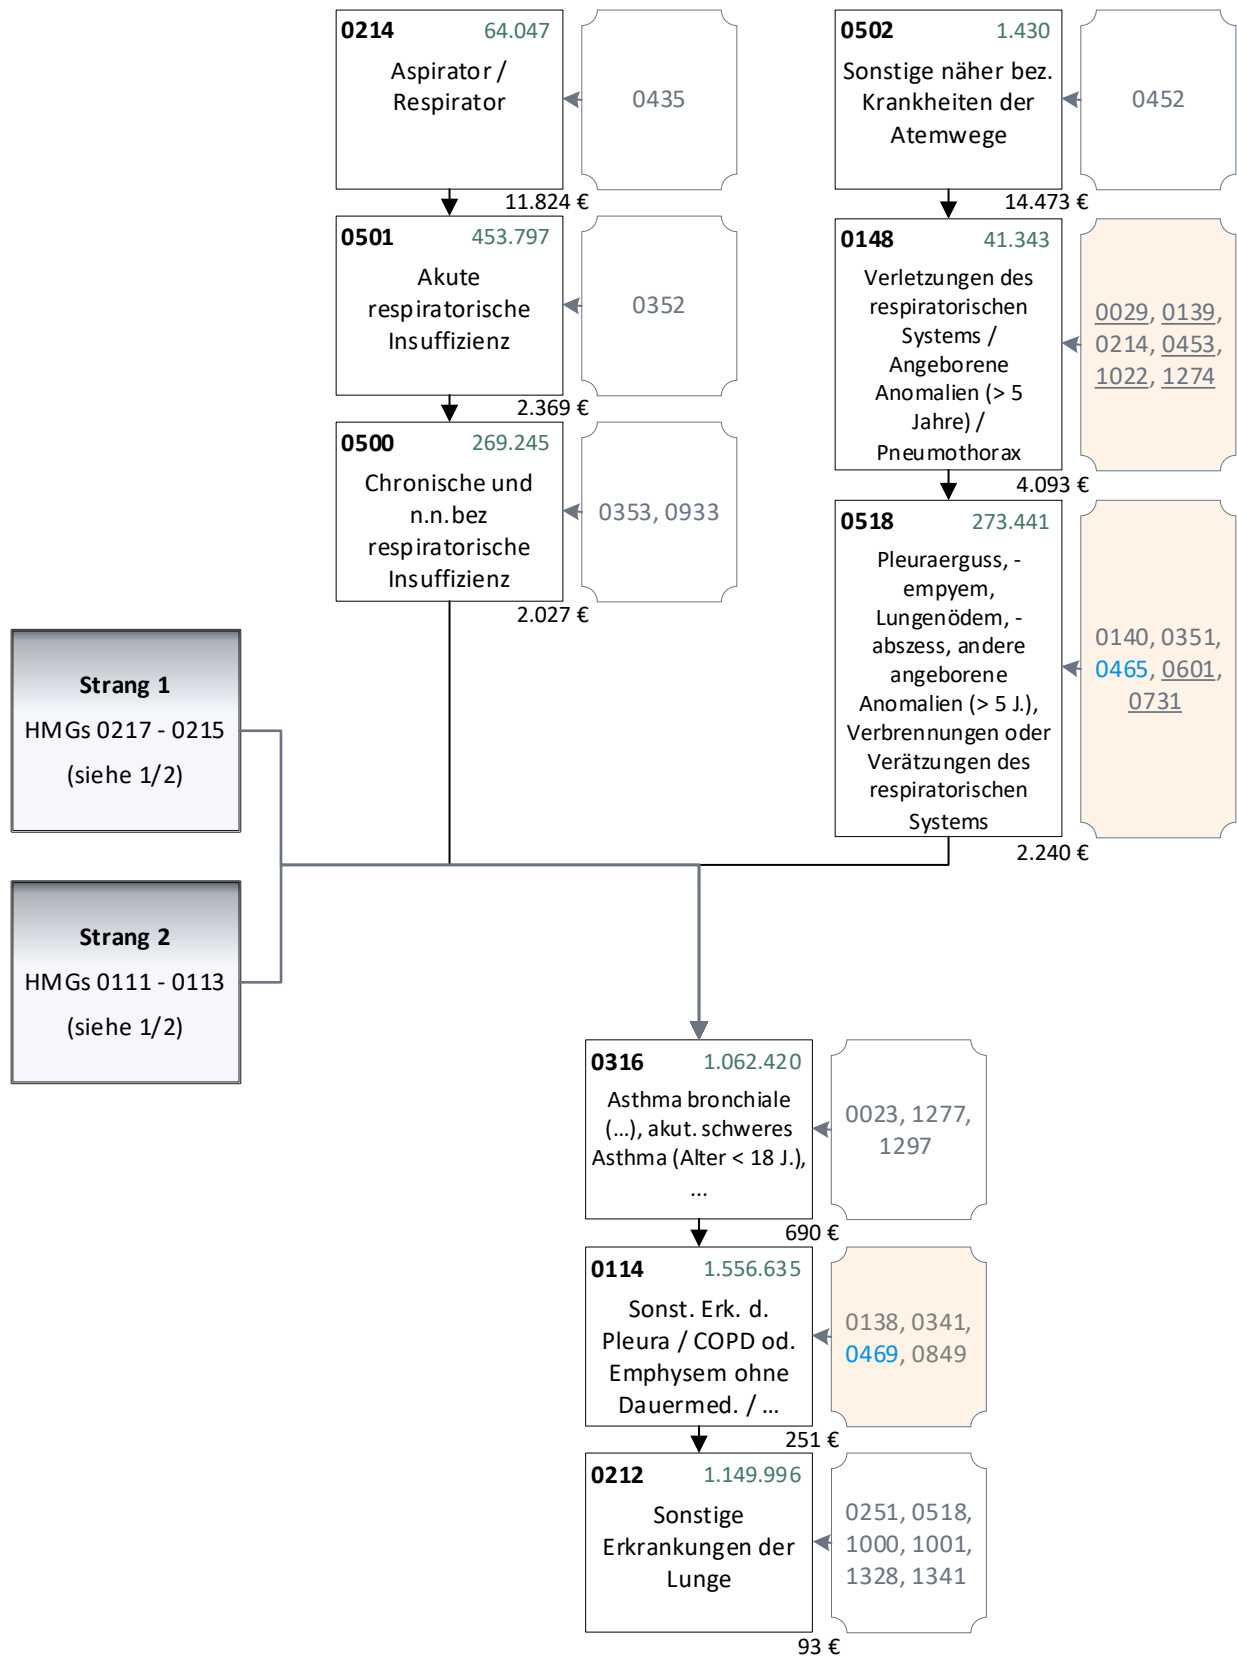 0214 64.047
Aspirator /
Respirator
0435
11.824 €
0501 453.797
Akute
respiratorische
Insuffizienz
0352
2.369 €
0500 269.245
Chronische und
n.n.bez
respiratorische
Insuffizienz
0353, 0933
2.027 €
0502 1.430
Sonstige näher bez.
Krankheiten der
Atemwege
0452
14.473 €
0148 41.343
Verletzungen des
respiratorischen
Systems /
Angeborene
Anomalien (> 5
Jahre) /
Pneumothorax
0029, 0139,
0214, 0453,
1022, 1274
4.093 €
0518 273.441
Pleuraerguss, -
empyem,
Lungenödem, -
abszess, andere
angeborene
Anomalien (> 5 J.),
Verbrennungen oder
Verätzungen des
respiratorischen
Systems
0140, 0351,
0465, 0601,
0731
2.240 €
Strang 1
HMGs 0217 - 0215
(siehe 1/2)
Strang 2
HMGs 0111 - 0113
(siehe 1/2)
0316 1.062.420
Asthma bronchiale
(...), akut. schweres
Asthma (Alter < 18 J.),
...
0023, 1277,
1297
690 €
0114 1.556.635
Sonst. Erk. d.
Pleura / COPD od.
Emphysem ohne
Dauermed. / ...
0138, 0341,
0469, 0849
251 €
0212 1.149.996
Sonstige
Erkrankungen der
Lunge
0251, 0518,
1000, 1001,
1328, 1341
93 €